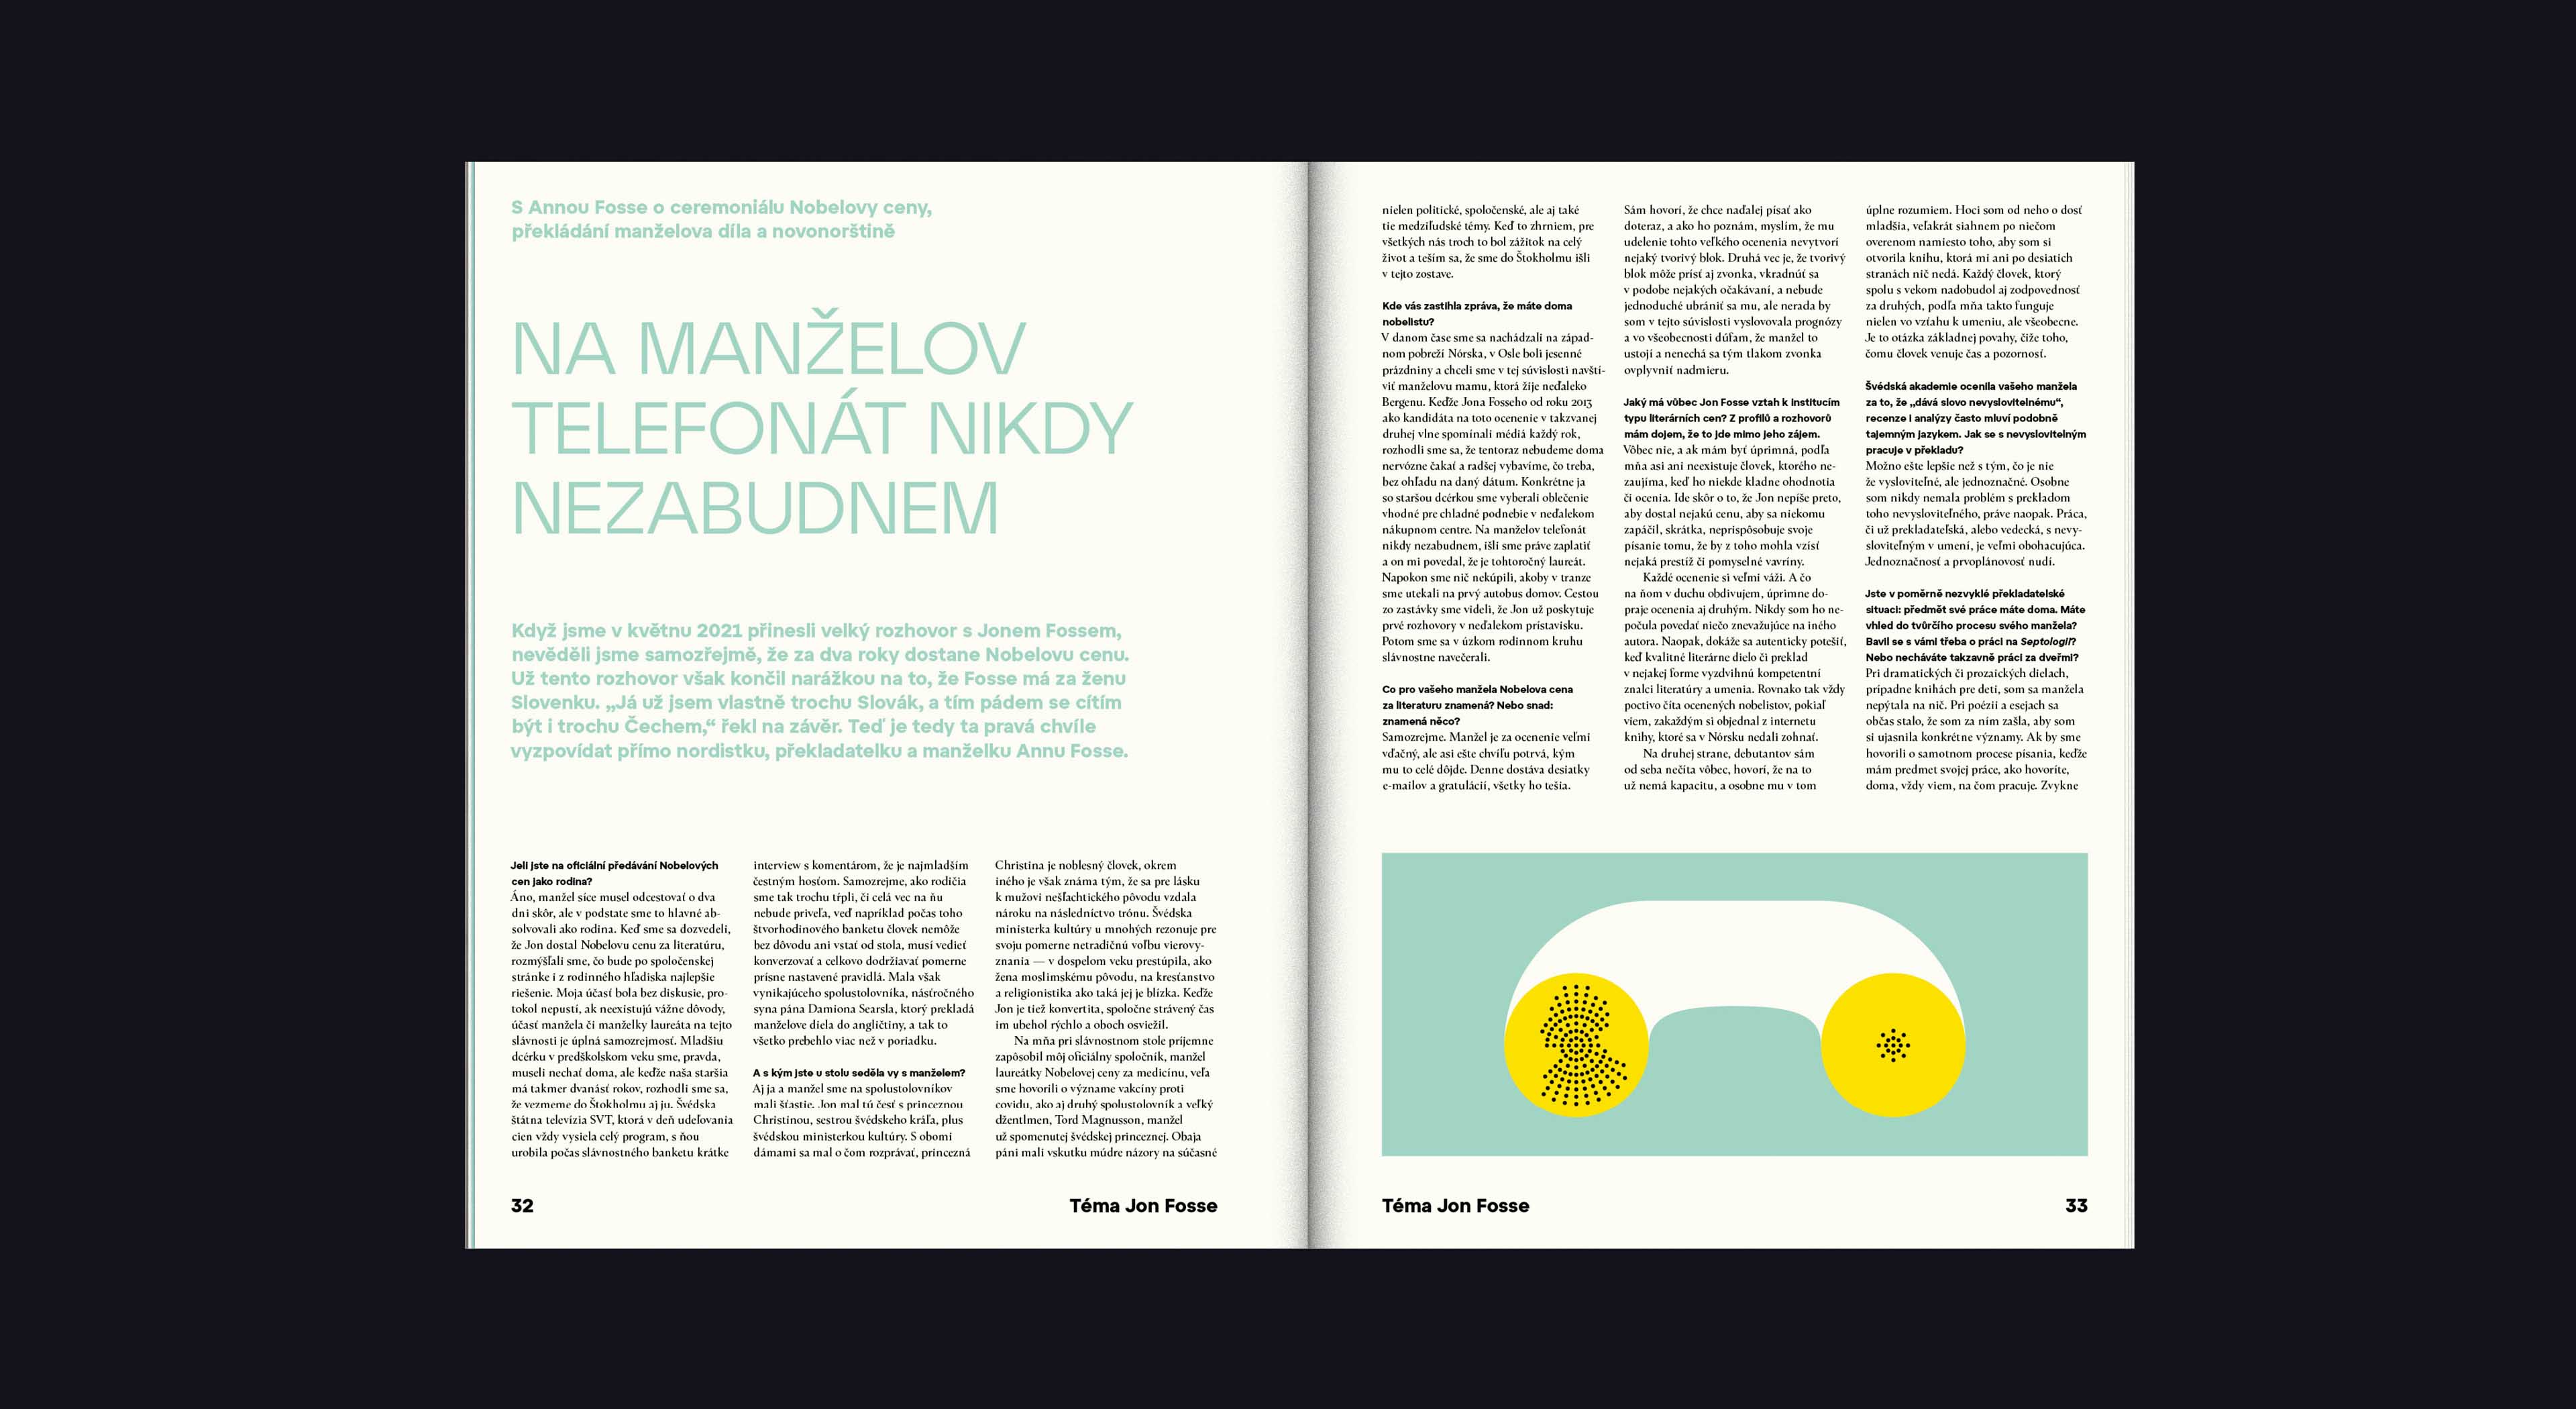 S Annou Fosse o ceremoniálu Nobelovy ceny,
překládání manželova díla a novonorštině
NA MANŽELOV
TELEFONÁT NIKDY
NEZABUDNEM
Když jsme v květnu 2021 přinesli velký rozhovor s Jonem Fossem,
nevěděli jsme samozřejmě, že za dva roky dostane Nobelovu cenu.
Už tento rozhovor však končil narážkou na to, že Fosse má za ženu
Slovenku. „Já už jsem vlastně trochu Slovák, a tím pádem se cítím
být i trochu Čechem,“ řekl na závěr. Teď je tedy ta pravá chvíle
vyzpovídat přímo nordistku, překladatelku a manželku Annu Fosse.
Jeli jste na oficiální předávání Nobelových
cen jako rodina?
Áno, manžel síce musel odcestovať o dva
dni skôr, ale v podstate sme to hlavné ab-
solvovali ako rodina. Keď sme sa dozvedeli,
že Jon dostal Nobelovu cenu za literatúru,
rozmýšľali sme, čo bude po spoločenskej
stránke i z rodinného hľadiska najlepšie
riešenie. Moja účasť bola bez diskusie, pro-
tokol nepustí, ak neexistujú vážne dôvody,
účasť manžela či manželky laureáta na tejto
slávnosti je úplná samozrejmosť. Mladšiu
dcérku v predškolskom veku sme, pravda,
museli nechať doma, ale keďže naša staršia
má takmer dvanásť rokov, rozhodli sme sa,
že vezmeme do Štokholmu aj ju. Švédska
štátna televízia SVT, ktorá v deň udeľovania
cien vždy vysiela celý program, s ňou
urobila počas slávnostného banketu krátke
interview s komentárom, že je najmladším
čestným hosťom. Samozrejme, ako rodičia
sme tak trochu tŕpli, či celá vec na ňu
nebude priveľa, veď napríklad počas toho
štvorhodinového banketu človek nemôže
bez dôvodu ani vstať od stola, musí vedieť
konverzovať a celkovo dodržiavať pomerne
prísne nastavené pravidlá. Mala však
vynikajúceho spolustolovníka, násťročného
syna pána Damiona Searlsa, ktorý prekladá
manželove diela do angličtiny, a tak to
všetko prebehlo viac než v poriadku.
A s kým jste u stolu seděla vy s manželem?
Aj ja a manžel sme na spolustolovníkov
mali šťastie. Jon mal tú česť s princeznou
Christinou, sestrou švédskeho kráľa, plus
švédskou ministerkou kultúry. S obomi
dámami sa mal o čom rozprávať, princezná
Christina je noblesný človek, okrem
iného je však známa tým, že sa pre lásku
k mužovi nešľachtického pôvodu vzdala
nároku na následníctvo trónu. Švédska
ministerka kultúry u mnohých rezonuje pre
svoju pomerne netradičnú voľbu vierovy-
znania — v dospelom veku prestúpila, ako
žena moslimskému pôvodu, na kresťanstvo
a religionistika ako taká jej je blízka. Keďže
Jon je tiež konvertita, spoločne strávený čas
im ubehol rýchlo a oboch osviežil.
Na mňa pri slávnostnom stole príjemne
zapôsobil môj oficiálny spoločník, manžel
laureátky Nobelovej ceny za medicínu, veľa
sme hovorili o význame vakcíny proti
covidu, ako aj druhý spolustolovník a veľký
džentlmen, Tord Magnusson, manžel
už spomenutej švédskej princeznej. Obaja
páni mali vskutku múdre názory na súčasné
32
Téma Jon Fosse
nielen politické, spoločenské, ale aj také
tie medziľudské témy. Keď to zhrniem, pre
všetkých nás troch to bol zážitok na celý
život a teším sa, že sme do Štokholmu išli
v tejto zostave.
Kde vás zastihla zpráva, že máte doma
nobelistu?
V danom čase sme sa nachádzali na západ-
nom pobreží Nórska, v Osle boli jesenné
prázdniny a chceli sme v tej súvislosti navští-
viť manželovu mamu, ktorá žije neďaleko
Bergenu. Keďže Jona Fosseho od roku 2013
ako kandidáta na toto ocenenie v takzvanej
druhej vlne spomínali médiá každý rok,
rozhodli sme sa, že tentoraz nebudeme doma
nervózne čakať a radšej vybavíme, čo treba,
bez ohľadu na daný dátum. Konkrétne ja
so staršou dcérkou sme vyberali oblečenie
vhodné pre chladné podnebie v neďalekom
nákupnom centre. Na manželov telefonát
nikdy nezabudnem, išli sme práve zaplatiť
a on mi povedal, že je tohtoročný laureát.
Napokon sme nič nekúpili, akoby v tranze
sme utekali na prvý autobus domov. Cestou
zo zastávky sme videli, že Jon už poskytuje
prvé rozhovory v neďalekom prístavisku.
Potom sme sa v úzkom rodinnom kruhu
slávnostne navečerali.
Co pro vašeho manžela Nobelova cena
za literaturu znamená? Nebo snad:
znamená něco?
Samozrejme. Manžel je za ocenenie veľmi
vďačný, ale asi ešte chvíľu potrvá, kým
mu to celé dôjde. Denne dostáva desiatky
e-mailov a gratulácií, všetky ho tešia.
Sám hovorí, že chce naďalej písať ako
doteraz, a ako ho poznám, myslím, že mu
udelenie tohto veľkého ocenenia nevytvorí
nejaký tvorivý blok. Druhá vec je, že tvorivý
blok môže prísť aj zvonka, vkradnúť sa
v podobe nejakých očakávaní, a nebude
jednoduché ubrániť sa mu, ale nerada by
som v tejto súvislosti vyslovovala prognózy
a vo všeobecnosti dúfam, že manžel to
ustojí a nenechá sa tým tlakom zvonka
ovplyvniť nadmieru.
Jaký má vůbec Jon Fosse vztah k institucím
typu literárních cen? Z profilů a rozhovorů
mám dojem, že to jde mimo jeho zájem.
Vôbec nie, a ak mám byť úprimná, podľa
mňa asi ani neexistuje človek, ktorého ne-
zaujíma, keď ho niekde kladne ohodnotia
či ocenia. Ide skôr o to, že Jon nepíše preto,
aby dostal nejakú cenu, aby sa niekomu
zapáčil, skrátka, neprispôsobuje svoje
písanie tomu, že by z toho mohla vzísť
nejaká prestíž či pomyselné vavríny.
Každé ocenenie si veľmi váži. A čo
na ňom v duchu obdivujem, úprimne do-
praje ocenenia aj druhým. Nikdy som ho ne-
počula povedať niečo znevažujúce na iného
autora. Naopak, dokáže sa autenticky potešiť,
keď kvalitné literárne dielo či preklad
v nejakej forme vyzdvihnú kompetentní
znalci literatúry a umenia. Rovnako tak vždy
poctivo číta ocenených nobelistov, pokiaľ
viem, zakaždým si objednal z internetu
knihy, ktoré sa v Nórsku nedali zohnať.
Na druhej strane, debutantov sám
od seba nečíta vôbec, hovorí, že na to
už nemá kapacitu, a osobne mu v tom
úplne rozumiem. Hoci som od neho o dosť
mladšia, veľakrát siahnem po niečom
overenom namiesto toho, aby som si
otvorila knihu, ktorá mi ani po desiatich
stranách nič nedá. Každý človek, ktorý
spolu s vekom nadobudol aj zodpovednosť
za druhých, podľa mňa takto funguje
nielen vo vzťahu k umeniu, ale všeobecne.
Je to otázka základnej povahy, čiže toho,
čomu človek venuje čas a pozornosť.
Švédská akademie ocenila vašeho manžela
za to, že „dává slovo nevyslovitelnému“,
recenze i analýzy často mluví podobně
tajemným jazykem. Jak se s nevyslovitelným
pracuje v překladu?
Možno ešte lepšie než s tým, čo je nie
že vysloviteľné, ale jednoznačné. Osobne
som nikdy nemala problém s prekladom
toho nevysloviteľného, práve naopak. Práca,
či už prekladateľská, alebo vedecká, s nevy-
sloviteľným v umení, je veľmi obohacujúca.
Jednoznačnosť a prvoplánovosť nudí.
Jste v poměrně nezvyklé překladatelské
situaci: předmět své práce máte doma. Máte
vhled do tvůrčího procesu svého manžela?
Bavil se s vámi třeba o práci na Septologii?
Nebo necháváte takzavně práci za dveřmi?
Pri dramatických či prozaických dielach,
prípadne knihách pre deti, som sa manžela
nepýtala na nič. Pri poézii a esejach sa
občas stalo, že som za ním zašla, aby som
si ujasnila konkrétne významy. Ak by sme
hovorili o samotnom procese písania, keďže
mám predmet svojej práce, ako hovoríte,
doma, vždy viem, na čom pracuje. Zvykne
Téma Jon Fosse
33